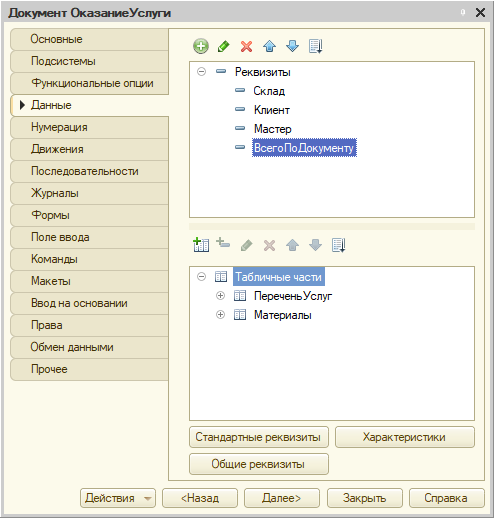 Документ ОказаниеУслуги
Основные
Подсистемы
Функциональные опции
Данные
Нумерация
Движения
Последовательности
Журналы
Формы
Поле ввода
Команды
Макеты
Ввод на основании
Права
Обмен данными
Прочее
Реквизиты
Склад
Клиент
Мастер
ВсегоПоДокументу
Табличные части
ПереченьУслуг
Материалы
Стандартные реквизиты
Характеристики
Общие реквизиты
Действия
<Назад
Далее>
Закрыть
Справка